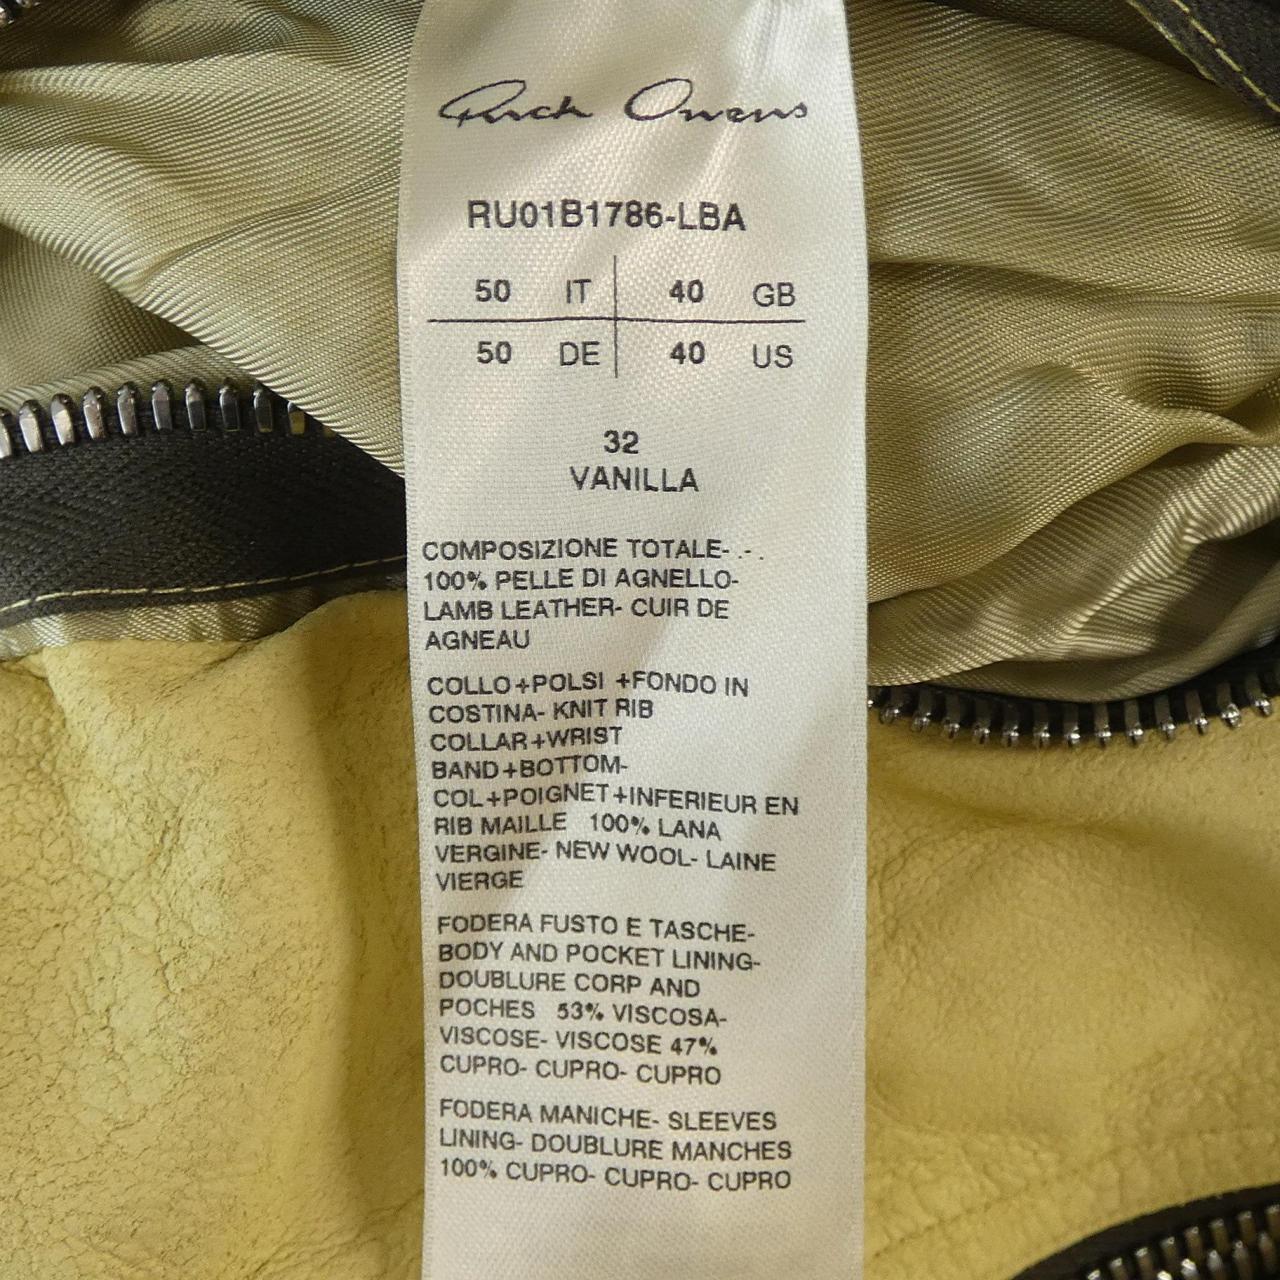 Rick Owens
RU01B1786-LBA
50 IT 40 GB
50 DE 40 US
32
VANILLA
COMPOSIZIONE TOTALE- .- .
100% PELLE DI AGNELLO-
LAMB LEATHER- CUIR DE
AGNEAU
COLLO+POLSI +FONDO IN
COSTINA- KNIT RIB
COLLAR+WRIST
BAND+BOTTOM-
COL+POIGNET+INFERIEUR EN
RIB MAILLE 100% LANA
VERGINE- NEW WOOL- LAINE
VIERGE
FODERA FUSTO E TASCHE-
BODY AND POCKET LINING-
DOUBLURE CORP AND
POCHES 53% VISCOSA-
VISCOSE- VISCOSE 47%
CUPRO- CUPRO- CUPRO
FODERA MANICHE- SLEEVES
LINING- DOUBLURE MANCHES
100% CUPRO- CUPRO- CUPRO